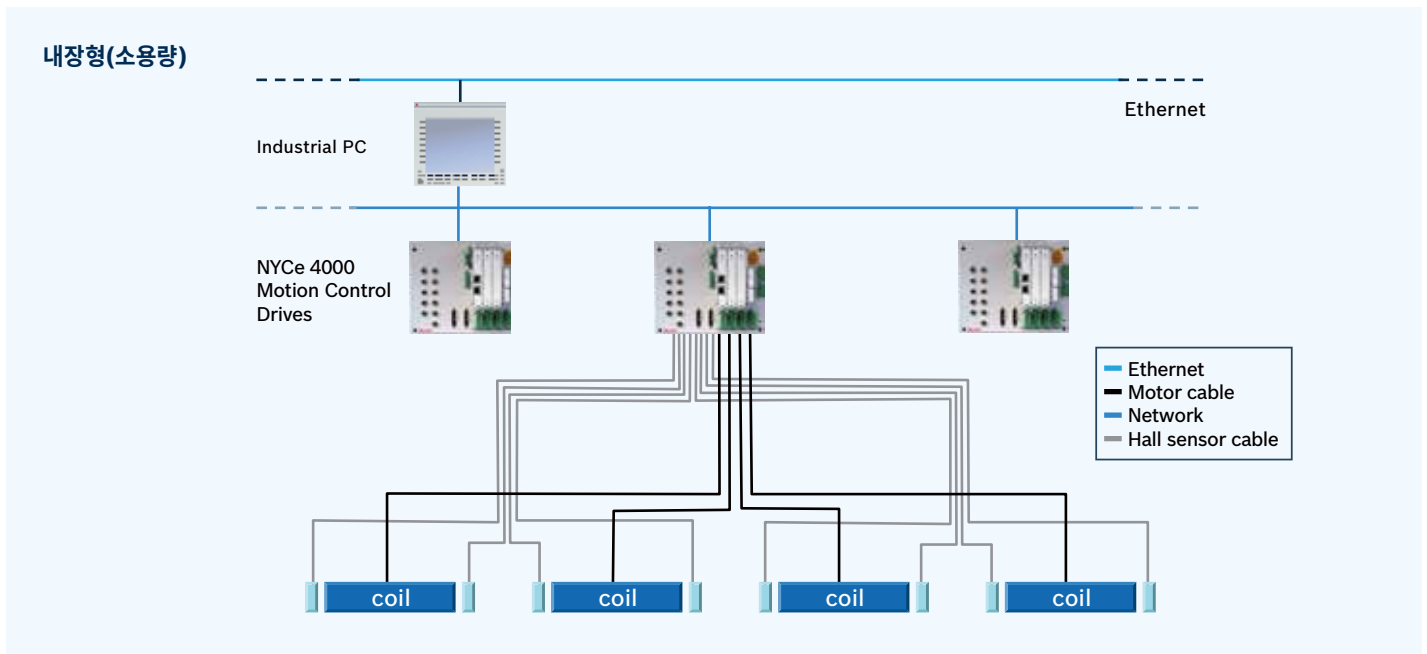 내장형(소용량)
Ethernet
Industrial PC
NYCe 4000
Motion Control
Drives
Ethernet
Motor cable
Network
Hall sensor cable
coil
coil
coil
coil